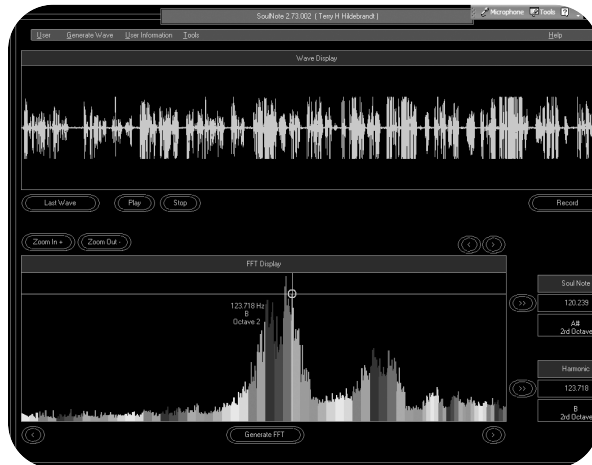 SoulNote 2.73.002 ( Terry H Hildebrandt )
Microphone Tools
User Generate Wave User Information Tools Help
Wave Display
Last Wave Play Stop Record
Zoom In + Zoom Out - < >
FFT Display
Soul Note
>> 120.239
123.718 Hz
B
Octave 2
A#
2rd Octave
Harmonic
>> 123.718
B
2rd Octave
< Generate FFT >